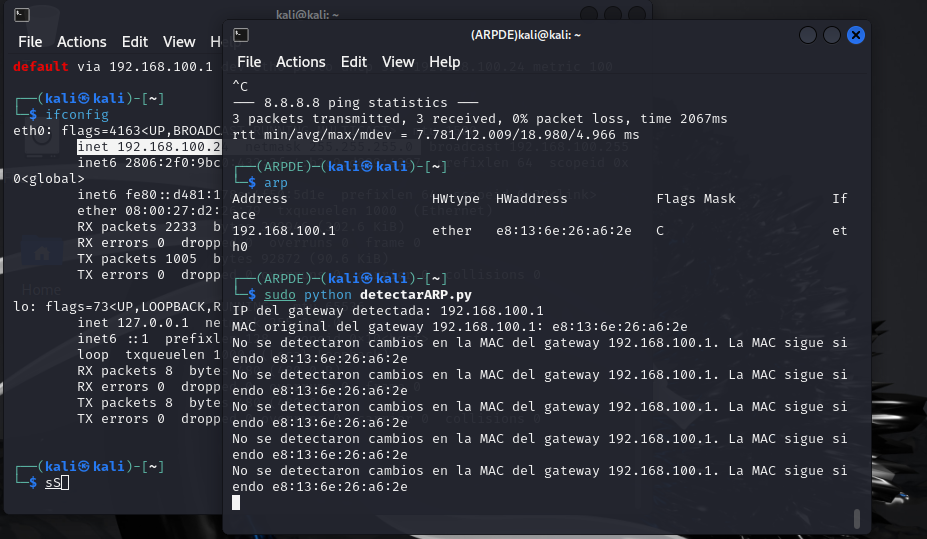 kali@kali: ~
File Actions Edit View
default via 192.168.100.1
(kali㉿kali)-[~]
$ ifconfig
eth0: flags=4163<UP,BROADCA
inet 192.168.100.2
inet6 2806:2f0:9bc
0<global>
inet6 fe80::d481:1
ether 08:00:27:d2:
RX packets 2233 b
RX errors 0 dropp
TX packets 1005 b
TX errors 0 dropp
lo: flags=73<UP,LOOPBACK,R
inet 127.0.0.1 ne
inet6 ::1 prefixl
loop txqueuelen 1
RX packets 8 bytes
RX errors 0 dropp
TX packets 8 bytes
TX errors 0 dropp
(kali㉿kali)-[~]
$ sS
(ARPDE)kali@kali: ~
File Actions Edit View Help
^C
— 8.8.8.8 ping statistics —
3 packets transmitted, 3 received, 0% packet loss, time 2067ms
rtt min/avg/max/mdev = 7.781/12.009/18.980/4.966 ms
(ARPDE)─(kali㉿kali)-[~]
$ arp
Address HWtype HWaddress Flags Mask If
ace
192.168.100.1 ether e8:13:6e:26:a6:2e C et
h0
(ARPDE)─(kali㉿kali)-[~]
$ sudo python detectarARP.py
IP del gateway detectada: 192.168.100.1
MAC original del gateway 192.168.100.1: e8:13:6e:26:a6:2e
No se detectaron cambios en la MAC del gateway 192.168.100.1. La MAC sigue si
endo e8:13:6e:26:a6:2e
No se detectaron cambios en la MAC del gateway 192.168.100.1. La MAC sigue si
endo e8:13:6e:26:a6:2e
No se detectaron cambios en la MAC del gateway 192.168.100.1. La MAC sigue si
endo e8:13:6e:26:a6:2e
No se detectaron cambios en la MAC del gateway 192.168.100.1. La MAC sigue si
endo e8:13:6e:26:a6:2e
No se detectaron cambios en la MAC del gateway 192.168.100.1. La MAC sigue si
endo e8:13:6e:26:a6:2e